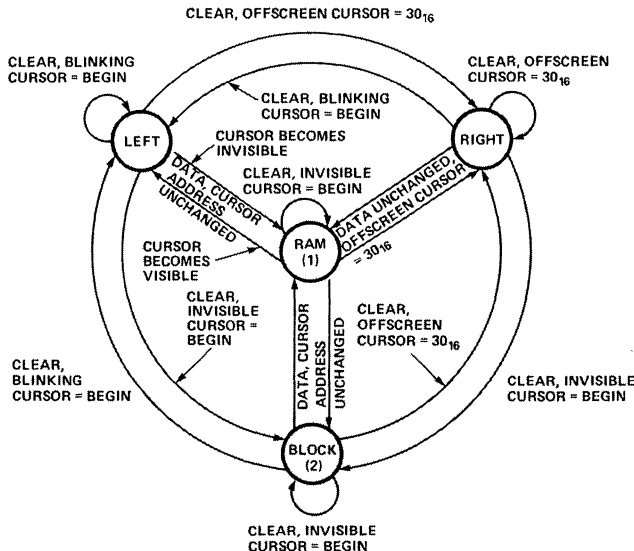 CLEAR, OFFSCREEN CURSOR = 30₁₆
CLEAR, BLINKING
CURSOR = BEGIN
CLEAR, OFFSCREEN
CURSOR = 30₁₆
CLEAR, BLINKING
CURSOR = BEGIN
LEFT
RIGHT
CURSOR BECOMES
INVISIBLE
CLEAR, INVISIBLE
CURSOR = BEGIN
DATA, CURSOR
ADDRESS
UNCHANGED
DATA UNCHANGED,
OFFSCREEN CURSOR
= 30₁₆
RAM
(1)
CURSOR
BECOMES
VISIBLE
CLEAR,
INVISIBLE
CURSOR =
BEGIN
DATA, CURSOR
ADDRESS
UNCHANGED
CLEAR,
OFFSCREEN
CURSOR = 30₁₆
CLEAR,
BLINKING
CURSOR = BEGIN
CLEAR, INVISIBLE
CURSOR = BEGIN
BLOCK
(2)
CLEAR, INVISIBLE
CURSOR = BEGIN